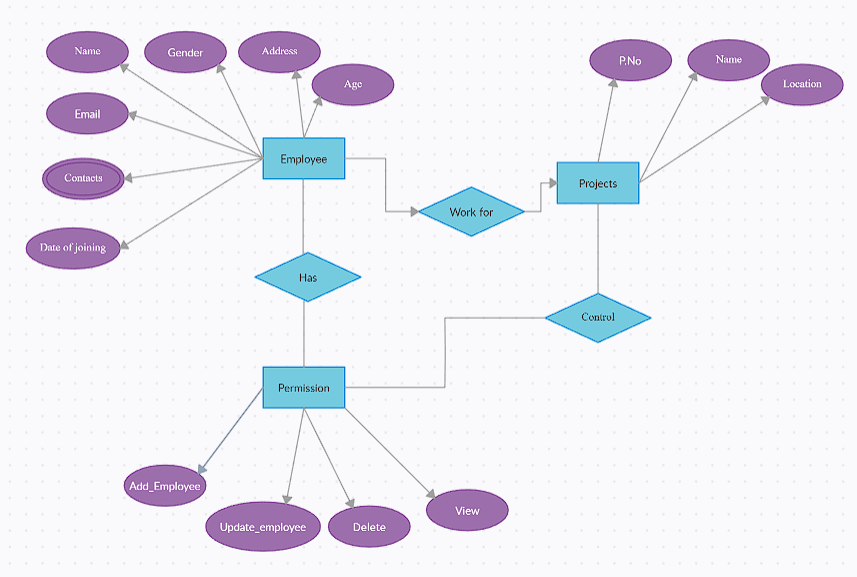 Name
Gender
Address
Age
P.No
Name
Location
Email
Employee
Contacts
Projects
Work for
Date of joining
Has
Control
Permission
Add_Employee
Update_employee
Delete
View